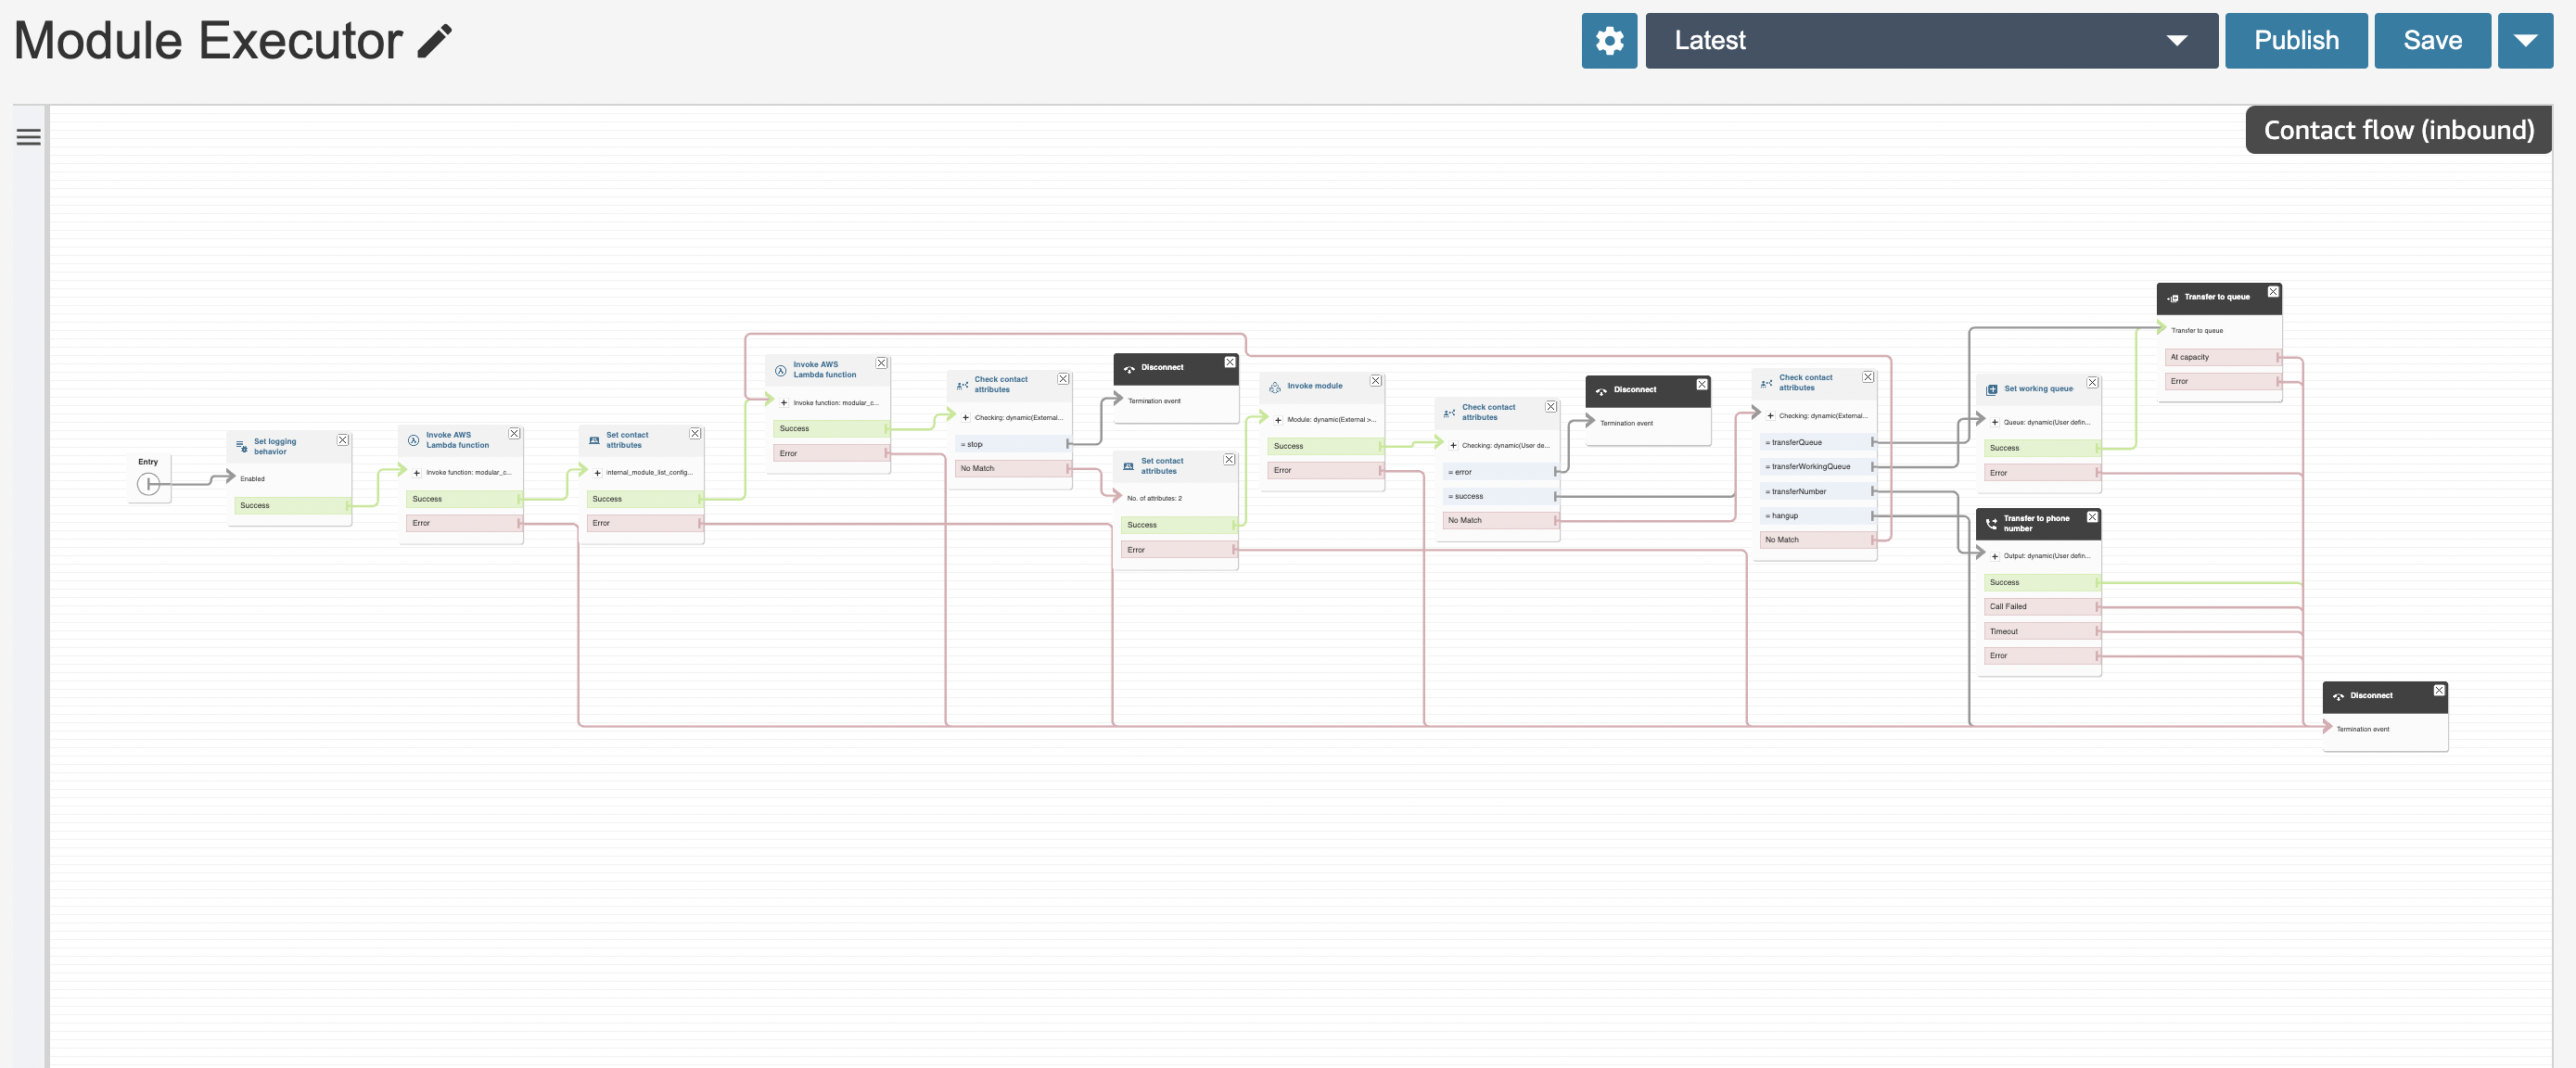 Module Executor
Latest
Publish
Save
Contact flow (inbound)
Entry
Set logging
behavior
Enabled
Success
Invoke AWS
Lambda function
Invoke function: modular_c...
Success
Error
Set contact
attributes
internal_module_list_config...
Success
Error
Invoke AWS
Lambda function
Invoke function: modular_c...
Success
Error
Check contact
attributes
Checking: dynamic(External...
= stop
No Match
Disconnect
Termination event
Set contact
attributes
No. of attributes: 2
Success
Error
Invoke module
Module: dynamic(External >...
Success
Error
Check contact
attributes
Checking: dynamic(User de...
= error
= success
No Match
Disconnect
Termination event
Check contact
attributes
Checking: dynamic(External...
= transferQueue
= transferWorkingQueue
= transferNumber
= hangup
No Match
Set working queue
Queue: dynamic(User defin...
Success
Error
Transfer to phone
number
Output: dynamic(User defin...
Success
Call Failed
Timeout
Error
Transfer to queue
Transfer to queue
At capacity
Error
Disconnect
Termination event